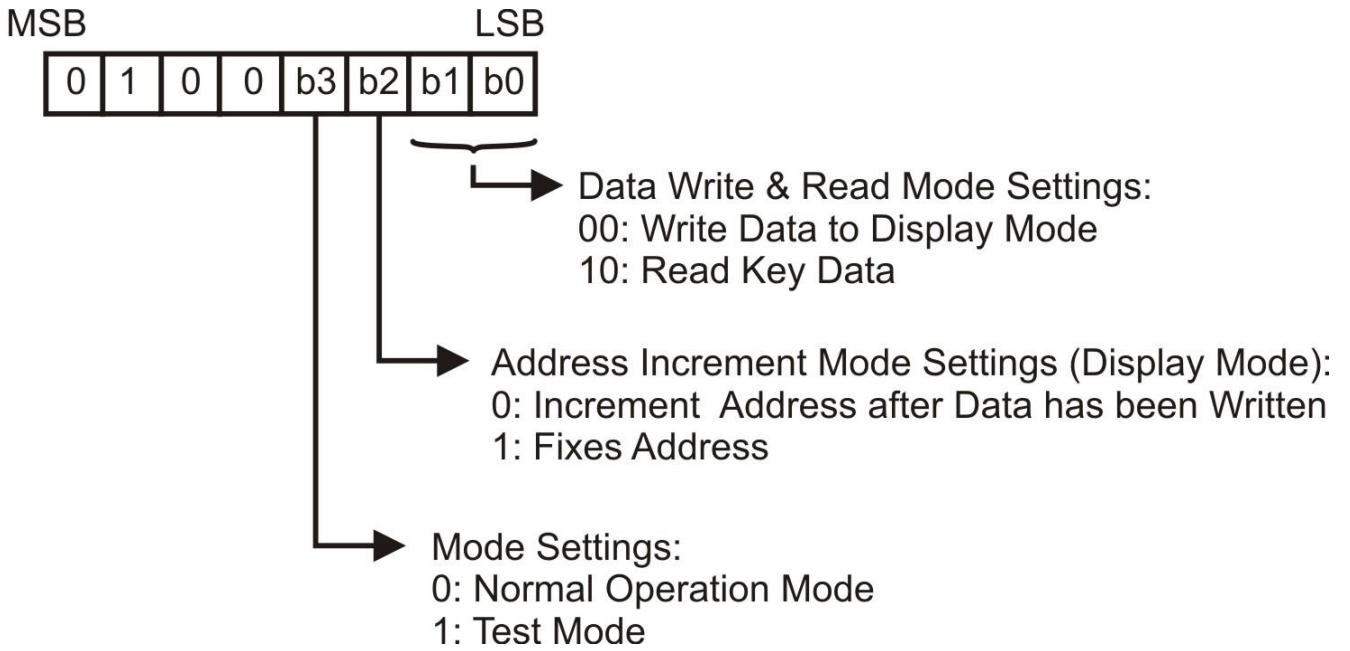 MSB LSB
0 1 0 0 b3 b2 b1 b0
Data Write & Read Mode Settings:
00: Write Data to Display Mode
10: Read Key Data
Address Increment Mode Settings (Display Mode):
0: Increment Address after Data has been Written
1: Fixes Address
Mode Settings:
0: Normal Operation Mode
1: Test Mode